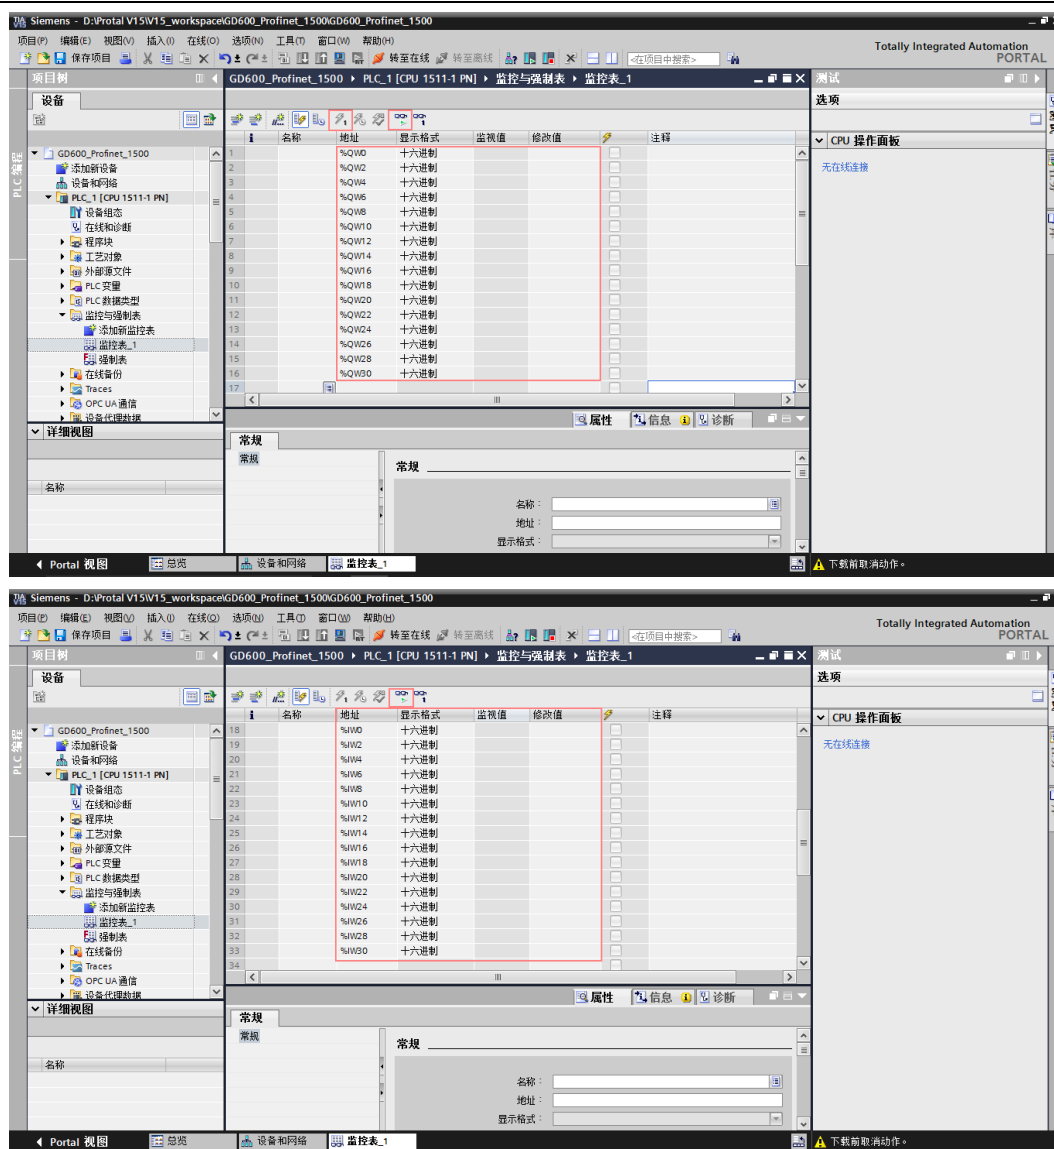 Siemens - D:\Protal V15\V15_workspace\GD600_Profinet_1500\GD600_Profinet_1500
项目(P) 编辑(E) 视图(V) 插入(I) 在线(O) 选项(N) 工具(T) 窗口(W) 帮助(H)
Totally Integrated Automation
PORTAL
保存项目 转至在线 转至离线 <在项目中搜索>
项目树
GD600_Profinet_1500 PLC_1 [CPU 1511-1 PN] 监控与强制表 监控表_1
测试
设备
选项
PLC 编程
i 名称 地址 显示格式 监视值 修改值 注释
CPU 操作面板
无在线连接
GD600_Profinet_1500
添加新设备
设备和网络
PLC_1 [CPU 1511-1 PN]
设备组态
在线和诊断
程序块
工艺对象
外部源文件
PLC 变量
PLC 数据类型
监控与强制表
添加新监控表
监控表_1
强制表
在线备份
Traces
OPC UA 通信
设备代理数据
1 %QW0 十六进制
2 %QW2 十六进制
3 %QW4 十六进制
4 %QW6 十六进制
5 %QW8 十六进制
6 %QW10 十六进制
7 %QW12 十六进制
8 %QW14 十六进制
9 %QW16 十六进制
10 %QW18 十六进制
11 %QW20 十六进制
12 %QW22 十六进制
13 %QW24 十六进制
14 %QW26 十六进制
15 %QW28 十六进制
16 %QW30 十六进制
17
属性 信息 诊断
详细视图
名称
常规
常规
常规
名称：
地址：
显示格式：
Portal 视图 总览 设备和网络 监控表_1
下载前取消动作。
Siemens - D:\Protal V15\V15_workspace\GD600_Profinet_1500\GD600_Profinet_1500
项目(P) 编辑(E) 视图(V) 插入(I) 在线(O) 选项(N) 工具(T) 窗口(W) 帮助(H)
Totally Integrated Automation
PORTAL
保存项目 转至在线 转至离线 <在项目中搜索>
项目树
GD600_Profinet_1500 PLC_1 [CPU 1511-1 PN] 监控与强制表 监控表_1
测试
设备
选项
PLC 编程
i 名称 地址 显示格式 监视值 修改值 注释
CPU 操作面板
无在线连接
GD600_Profinet_1500
添加新设备
设备和网络
PLC_1 [CPU 1511-1 PN]
设备组态
在线和诊断
程序块
工艺对象
外部源文件
PLC 变量
PLC 数据类型
监控与强制表
添加新监控表
监控表_1
强制表
在线备份
Traces
OPC UA 通信
设备代理数据
18 %IW0 十六进制
19 %IW2 十六进制
20 %IW4 十六进制
21 %IW6 十六进制
22 %IW8 十六进制
23 %IW10 十六进制
24 %IW12 十六进制
25 %IW14 十六进制
26 %IW16 十六进制
27 %IW18 十六进制
28 %IW20 十六进制
29 %IW22 十六进制
30 %IW24 十六进制
31 %IW26 十六进制
32 %IW28 十六进制
33 %IW30 十六进制
34
属性 信息 诊断
详细视图
名称
常规
常规
常规
名称：
地址：
显示格式：
Portal 视图 总览 设备和网络 监控表_1
下载前取消动作。